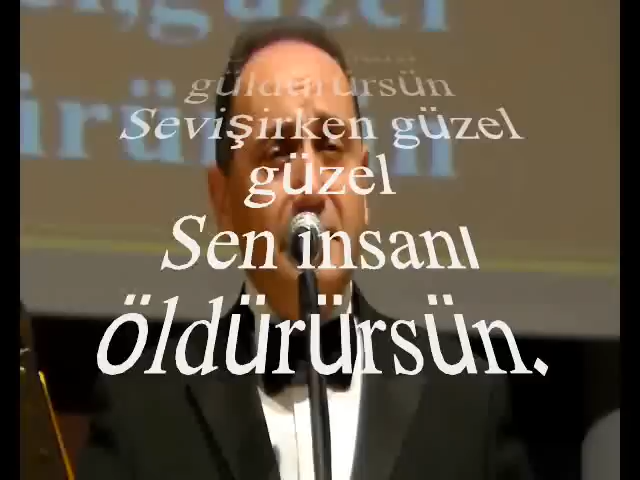 güldürürsün
Sevişirken güzel
güzel
Sen insanı
öldürürsün.